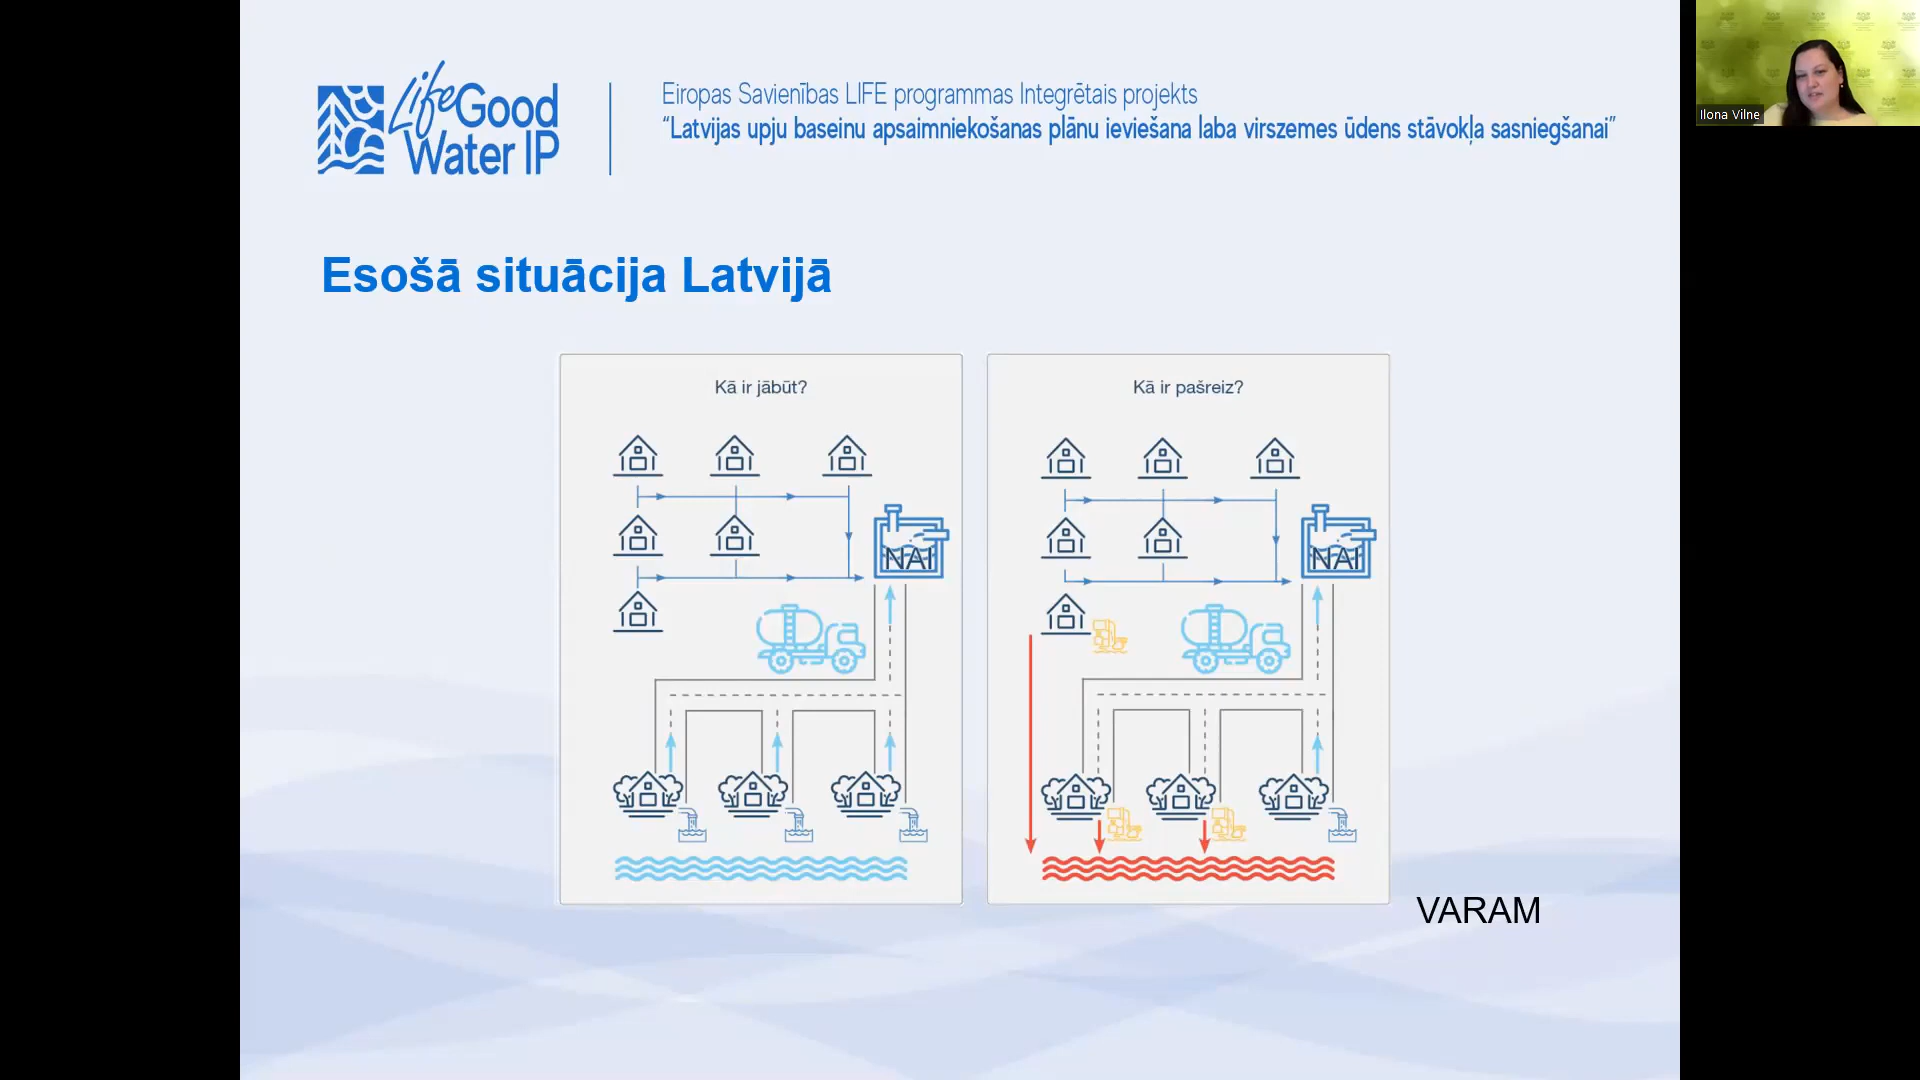 Life Good
Water IP
Eiropas Savienības LIFE programmas Integrētais projekts
“Latvijas upju baseinu apsaimniekošanas plānu ieviešana laba virszemes ūdens stāvokļa sasniegšanai”
Ilona Vilne
Esošā situācija Latvijā
Kā ir jābūt?
NAI
Kā ir pašreiz?
NAI
VARAM